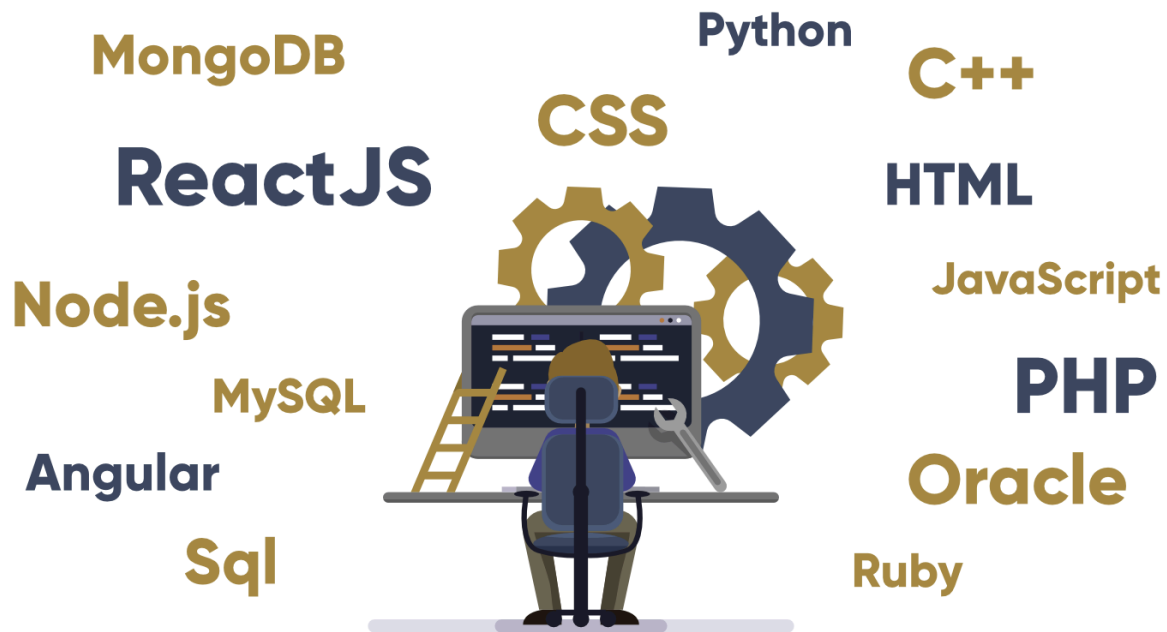 Python
MongoDB
C++
CSS
ReactJS
HTML
JavaScript
Node.js
PHP
MySQL
Angular
Oracle
Sql
Ruby